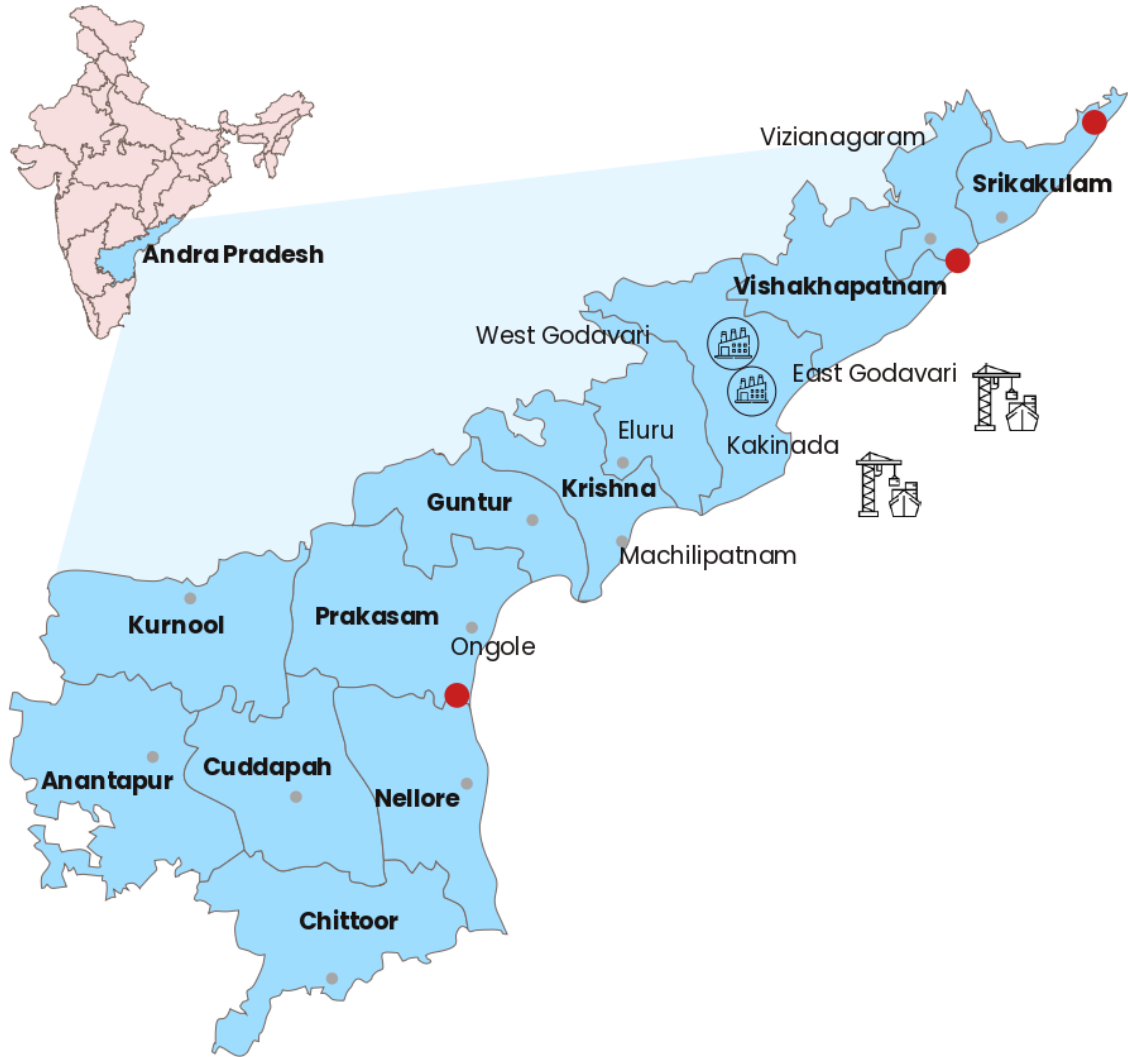 Vizianagaram
Srikakulam
Andra Pradesh
Vishakhapatnam
West Godavari
East Godavari
Eluru
Kakinada
Krishna
Guntur
Machilipatnam
Prakasam
Kurnool
Ongole
Cuddapah
Anantapur
Nellore
Chittoor